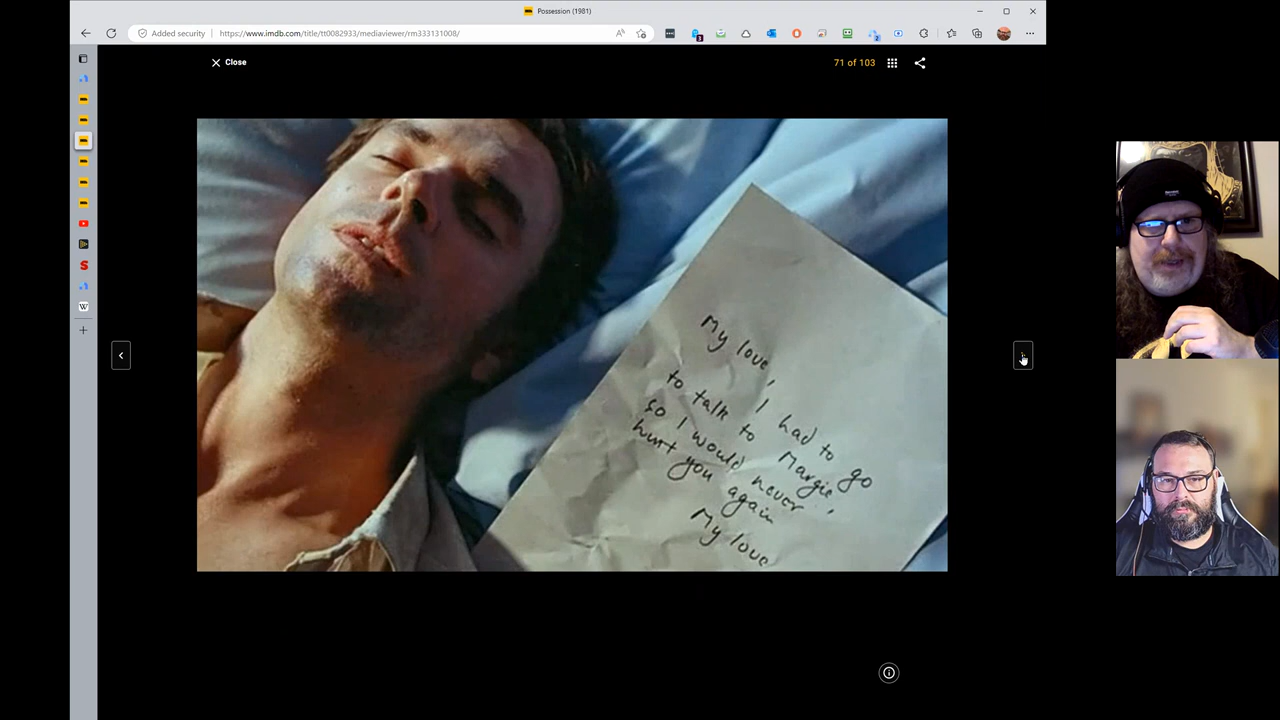 Possession (1981)
Added security
https://www.imdb.com/title/tt0082933/mediaviewer/rm333131008/
Close
71 of 103
My love,
I had to go
to talk to Margie,
so I would never
hurt you again
My love
S
W